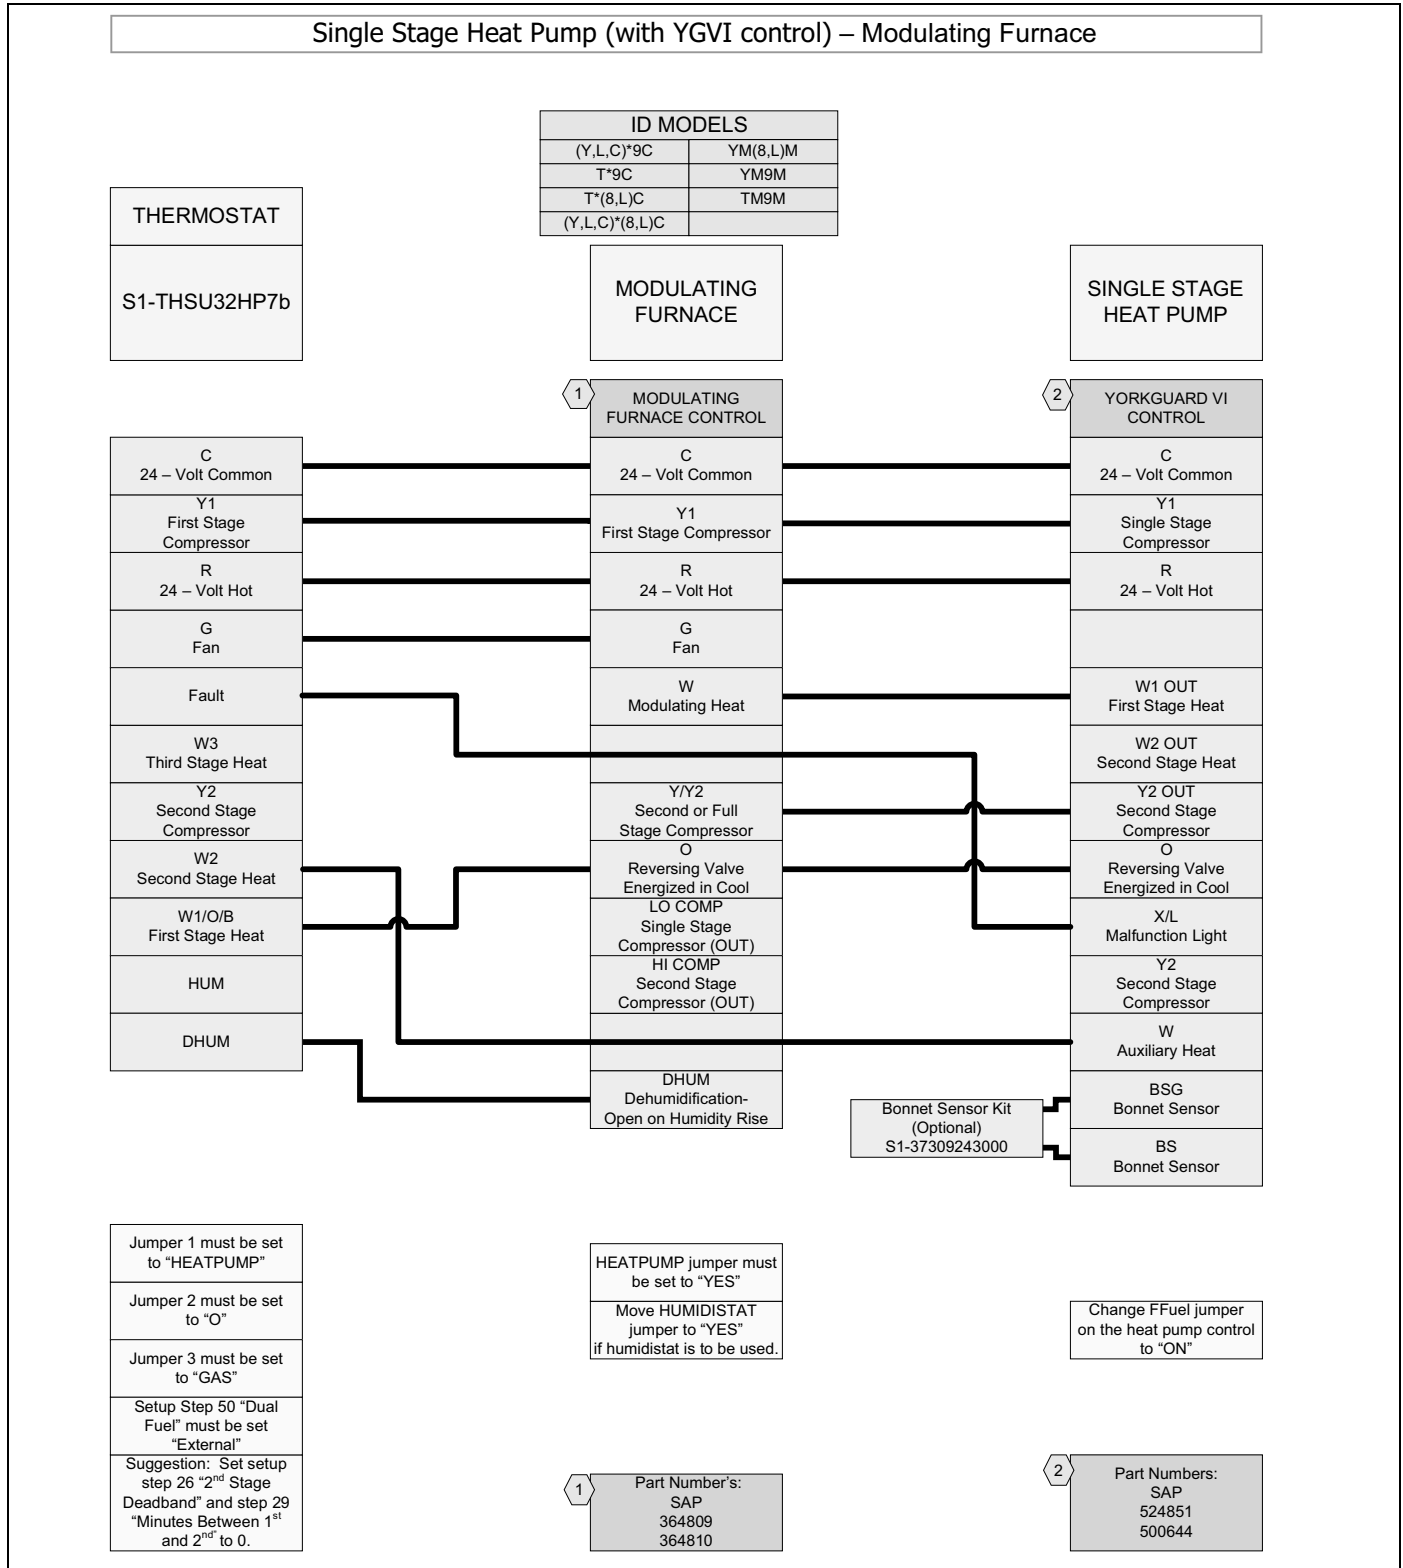 Single Stage Heat Pump (with YGVI control) – Modulating Furnace
ID MODELS
(Y,L,C)*9C
YM(8,L)M
T*9C
YM9M
T*(8,L)C
TM9M
(Y,L,C)*(8,L)C
THERMOSTAT
S1-THSU32HP7b
MODULATING
FURNACE
SINGLE STAGE
HEAT PUMP
1
MODULATING
FURNACE CONTROL
2
YORKGUARD VI
CONTROL
C
24 – Volt Common
Y1
First Stage
Compressor
R
24 – Volt Hot
G
Fan
Fault
W3
Third Stage Heat
Y2
Second Stage
Compressor
W2
Second Stage Heat
W1/O/B
First Stage Heat
HUM
DHUM
C
24 – Volt Common
Y1
First Stage Compressor
R
24 – Volt Hot
G
Fan
W
Modulating Heat
Y/Y2
Second or Full
Stage Compressor
O
Reversing Valve
Energized in Cool
LO COMP
Single Stage
Compressor (OUT)
HI COMP
Second Stage
Compressor (OUT)
DHUM
Dehumidification-
Open on Humidity Rise
C
24 – Volt Common
Y1
Single Stage
Compressor
R
24 – Volt Hot
W1 OUT
First Stage Heat
W2 OUT
Second Stage Heat
Y2 OUT
Second Stage
Compressor
O
Reversing Valve
Energized in Cool
X/L
Malfunction Light
Y2
Second Stage
Compressor
W
Auxiliary Heat
BSG
Bonnet Sensor
BS
Bonnet Sensor
Bonnet Sensor Kit
(Optional)
S1-37309243000
Jumper 1 must be set
to “HEATPUMP”
Jumper 2 must be set
to “O”
Jumper 3 must be set
to “GAS”
Setup Step 50 “Dual
Fuel” must be set
“External”
Suggestion: Set setup
step 26 “2nd Stage
Deadband” and step 29
“Minutes Between 1st
and 2nd” to 0.
HEATPUMP jumper must
be set to “YES”
Move HUMIDISTAT
jumper to “YES”
if humidistat is to be used.
Change FFuel jumper
on the heat pump control
to “ON”
1
Part Number's:
SAP
364809
364810
2
Part Numbers:
SAP
524851
500644